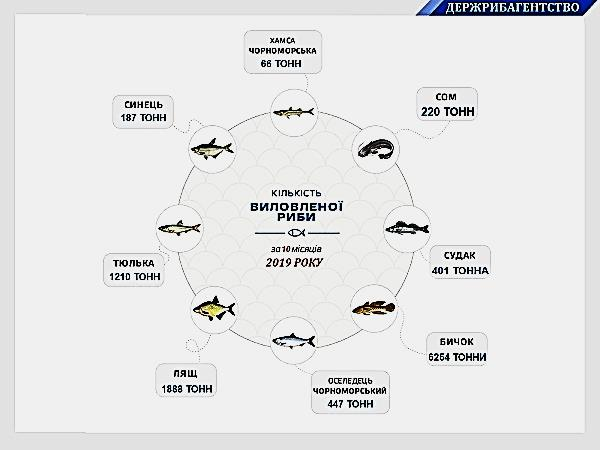 ДЕРЖРИБАГЕНТСТВО
ХАМСА
ЧОРНОМОРСЬКА
66 ТОНН
СОМ
220 ТОНН
СИНЕЦЬ
187 ТОНН
КІЛЬКІСТЬ
ВИЛОВЛЕНОЇ
РИБИ
за 10 місяців
2019 РОКУ
СУДАК
401 ТОННА
ТЮЛЬКА
1210 ТОНН
БИЧОК
6254 ТОННИ
ЛЯЩ
1888 ТОНН
ОСЕЛЕДЕЦЬ
ЧОРНОМОРСЬКИЙ
447 ТОНН